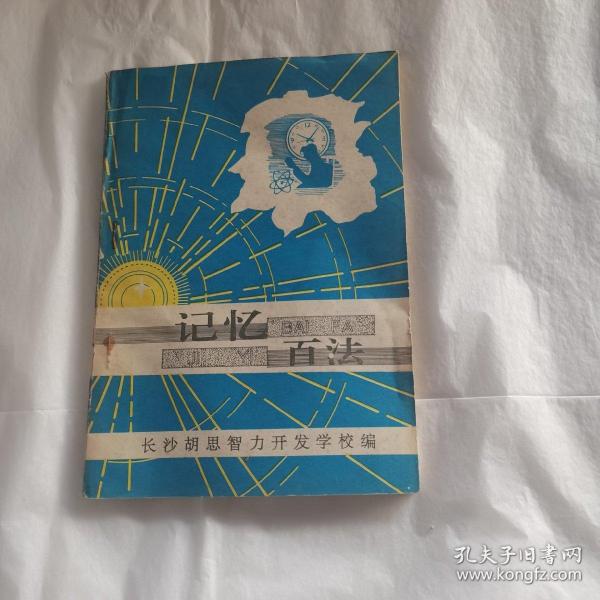 12
记忆 BAI FA
JI YI 百法
长沙胡思智力开发学校编
孔夫子旧书网
www.kongfz.com